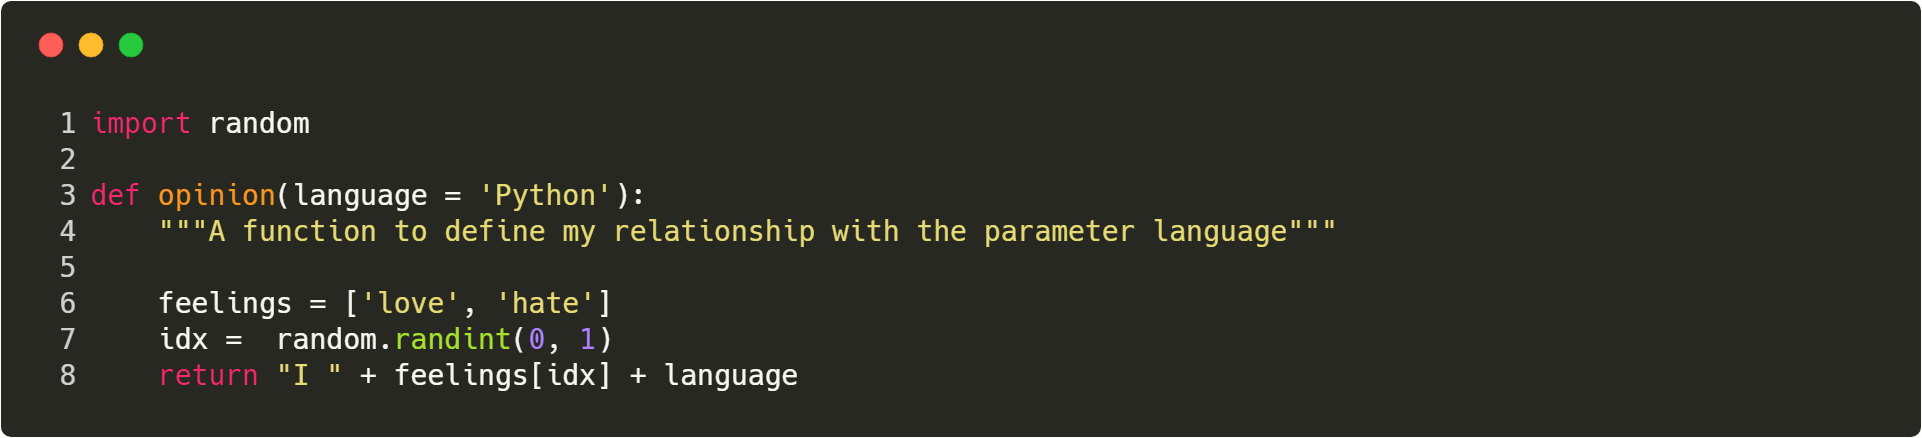 1 import random
2
3 def opinion(language = 'Python'):
4     """A function to define my relationship with the parameter language"""
5
6     feelings = ['love', 'hate']
7     idx =  random.randint(0, 1)
8     return "I " + feelings[idx] + language